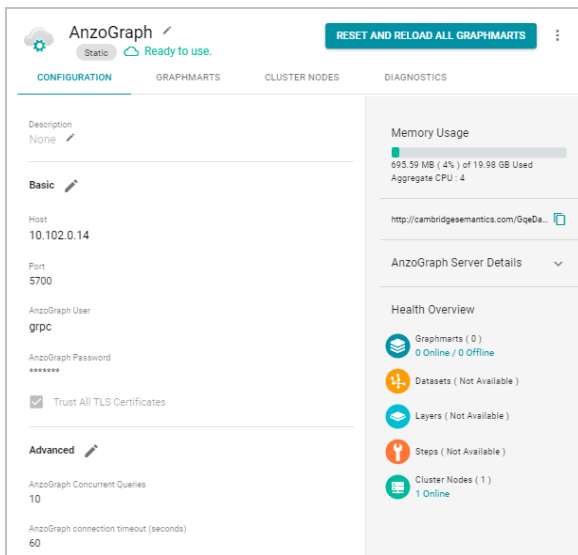 AnzoGraph
RESET AND RELOAD ALL GRAPHMARTS
Static
Ready to use.
CONFIGURATION
GRAPHMARTS
CLUSTER NODES
DIAGNOSTICS
Description
None
Basic
Host
10.102.0.14
Port
5700
AnzoGraph User
grpc
AnzoGraph Password
*******
Trust All TLS Certificates
Advanced
AnzoGraph Concurrent Queries
10
AnzoGraph connection timeout (seconds)
60
Memory Usage
695.59 MB ( 4% ) of 19.98 GB Used
Aggregate CPU : 4
http://cambridgesemantics.com/GqeDa...
AnzoGraph Server Details
Health Overview
Graphmarts ( 0 )
0 Online / 0 Offline
Datasets ( Not Available )
Layers ( Not Available )
Steps ( Not Available )
Cluster Nodes ( 1 )
1 Online